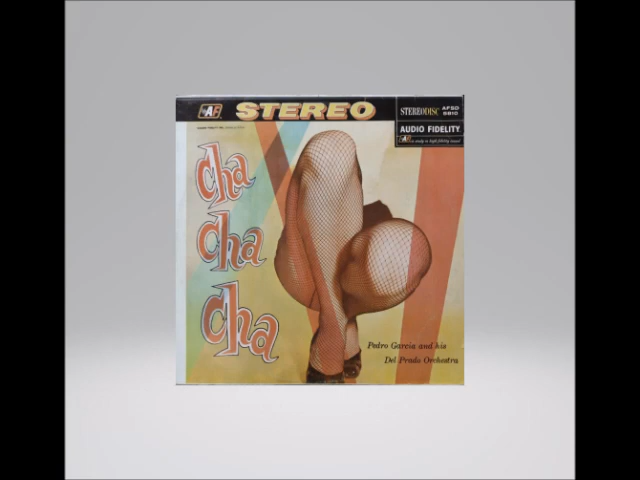 AF
STEREO
STEREODISC
AFSD
5810
AUDIO FIDELITY
cha
cha
cha
Pedro Garcia and his
Del Prado Orchestra